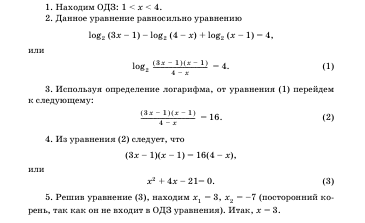 1. Находим ОДЗ: 1 < x < 4.
2. Данное уравнение равносильно уравнению
log₂ (3x − 1) − log₂ (4 − x) + log₂ (x − 1) = 4,
или
log₂ (3x − 1)(x − 1) / 4 − x = 4. (1)
3. Используя определение логарифма, от уравнения (1) перейдем
к следующему:
(3x − 1)(x − 1) / 4 − x = 16. (2)
4. Из уравнения (2) следует, что
(3x − 1)(x − 1) = 16(4 − x),
или
x² + 4x − 21= 0. (3)
5. Решив уравнение (3), находим x₁ = 3, x₂ = −7 (посторонний ко-
рень, так как он не входит в ОДЗ уравнения). Итак, x = 3.